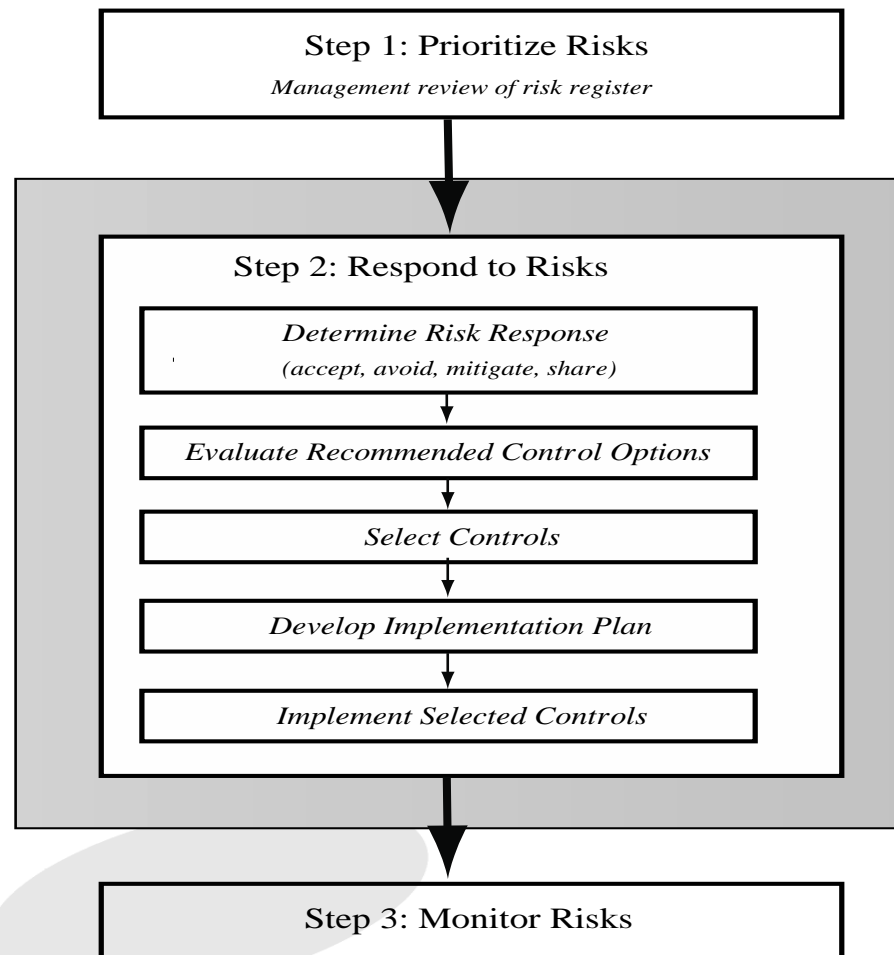 Step 1: Prioritize Risks
Management review of risk register
Step 2: Respond to Risks
Determine Risk Response
(accept, avoid, mitigate, share)
Evaluate Recommended Control Options
Select Controls
Develop Implementation Plan
Implement Selected Controls
Step 3: Monitor Risks